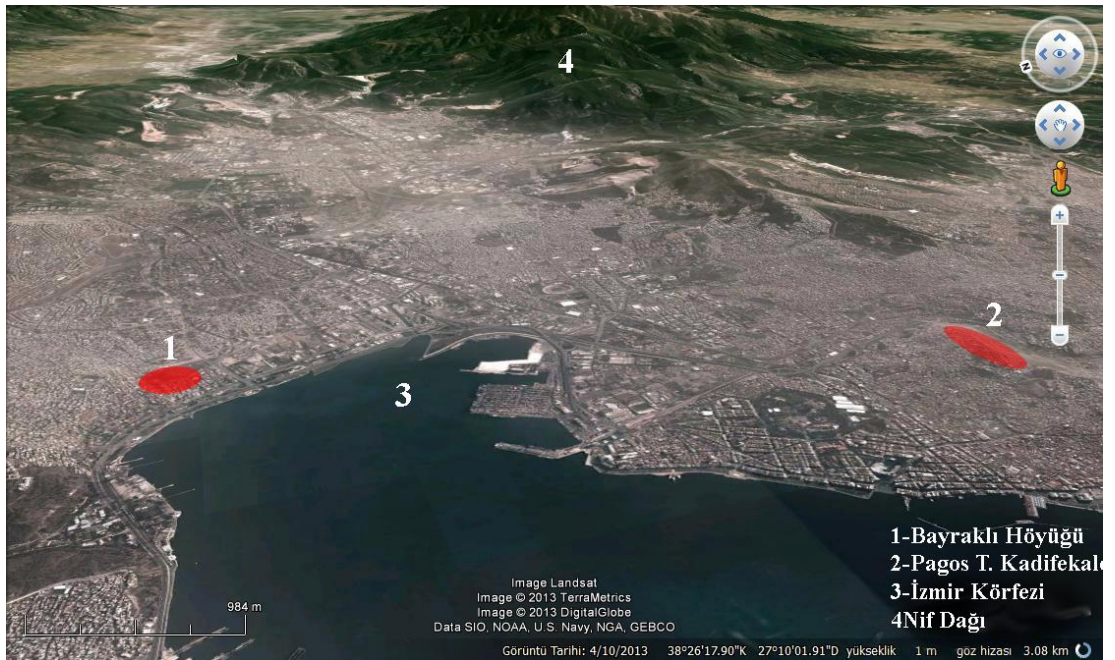 4
N
1
2
3
1-Bayraklı Höyüğü
2-Pagos T. Kadifekale
3-İzmir Körfezi
4Nif Dağı
Image Landsat
Image © 2013 TerraMetrics
Image © 2013 DigitalGlobe
Data SIO, NOAA, U.S. Navy, NGA, GEBCO
984 m
Görüntü Tarihi: 4/10/2013 38°26'17.90"K 27°10'01.91"D yükseklik 1 m göz hizası 3.08 km